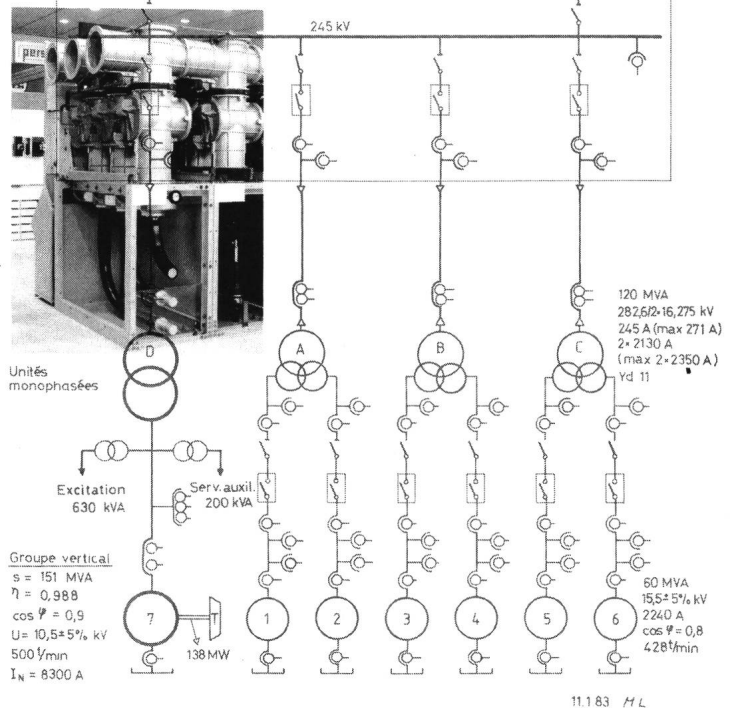 245 kV
pers
120 MVA
282,6/2×16,275 kV
245 A (max 271 A)
2× 2130 A
(max 2×2350 A)
Yd 11
D
A
B
C
Unités
monophasées
Excitation
630 kVA
Serv. auxil.
200 kVA
Groupe vertical
s = 151 MVA
η = 0,988
cos φ = 0,9
U= 10,5±5% kV
500 t/min
I_N = 8300 A
7
T
138 MW
1
2
3
4
5
6
60 MVA
15,5±5% kV
2240 A
cos φ = 0,8
428 t/min
11.1.83 ML